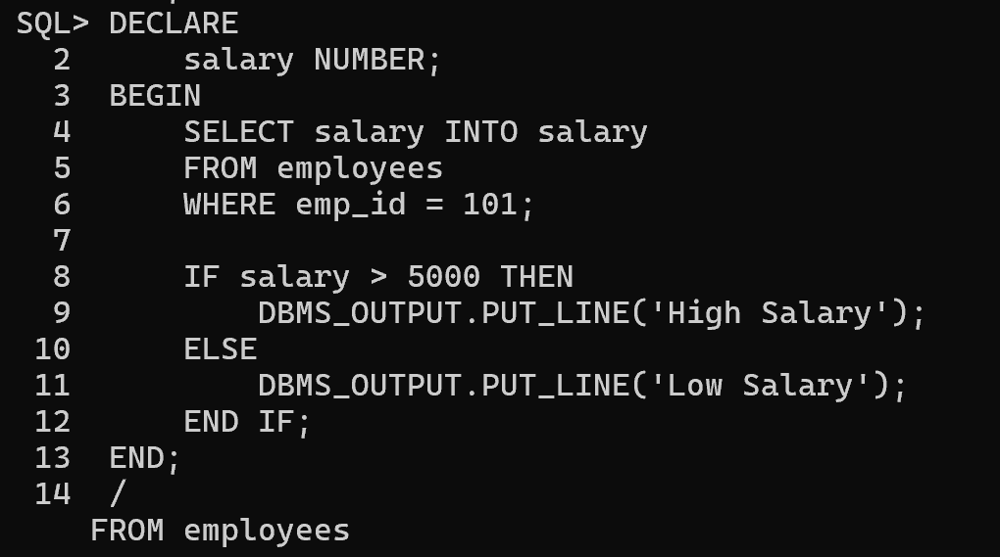 SQL> DECLARE
  2      salary NUMBER;
  3  BEGIN
  4      SELECT salary INTO salary
  5      FROM employees
  6      WHERE emp_id = 101;
  7
  8      IF salary > 5000 THEN
  9          DBMS_OUTPUT.PUT_LINE('High Salary');
 10      ELSE
 11          DBMS_OUTPUT.PUT_LINE('Low Salary');
 12      END IF;
 13  END;
 14  /
    FROM employees